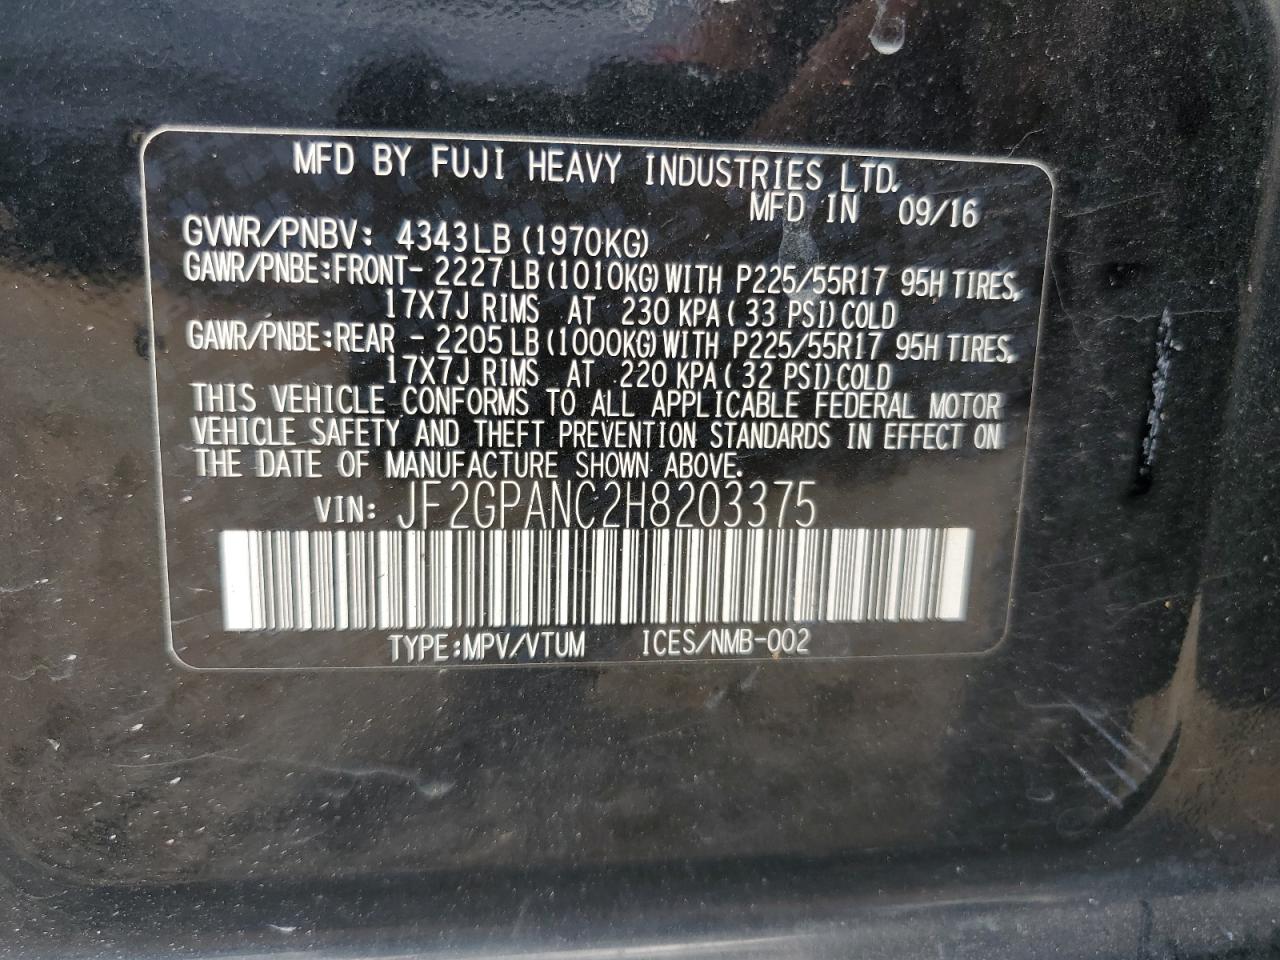 MFD BY FUJI HEAVY INDUSTRIES LTD.
MFD IN 09/16
GVWR/PNBV: 4343LB (1970KG)
GAWR/PNBE:FRONT- 2227LB (1010KG) WITH P225/55R17 95H TIRES,
17X7J RIMS AT 230 KPA( 33 PSI) COLD
GAWR/PNBE:REAR - 2205LB (1000KG) WITH P225/55R17 95H TIRES,
17X7J RIMS AT 220 KPA( 32 PSI) COLD
THIS VEHICLE CONFORMS TO ALL APPLICABLE FEDERAL MOTOR
VEHICLE SAFETY AND THEFT PREVENTION STANDARDS IN EFFECT ON
THE DATE OF MANUFACTURE SHOWN ABOVE.
VIN: JF2GPANC2H8203375
TYPE:MPV/VTUM ICES/NMB-002